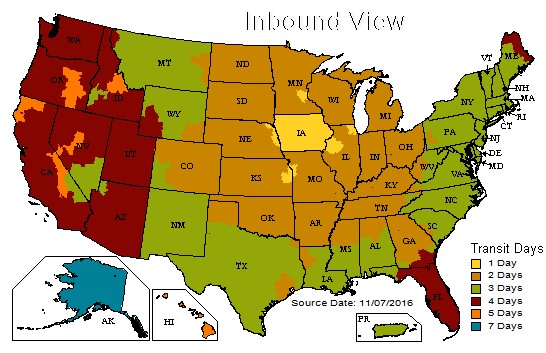 Inbound View
WA
MT
ND
MN
ME
VT
OR
ID
SD
WI
MI
NY
NH
MA
WY
RI
CT
NE
IA
PA
NJ
NV
UT
CO
IL
IN
OH
DE
MD
WV
VA
CA
KS
MO
KY
NC
TN
AZ
NM
OK
AR
SC
MS
AL
GA
TX
LA
FL
Transit Days
1 Day
2 Days
3 Days
4 Days
5 Days
7 Days
Source Date: 11/07/2016
AK
HI
PR